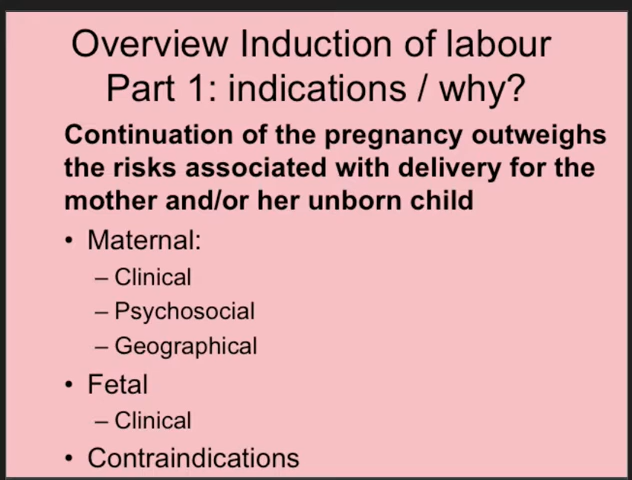 Overview Induction of labour
Part 1: indications / why?
Continuation of the pregnancy outweighs
the risks associated with delivery for the
mother and/or her unborn child
• Maternal:
– Clinical
– Psychosocial
– Geographical
• Fetal
– Clinical
• Contraindications